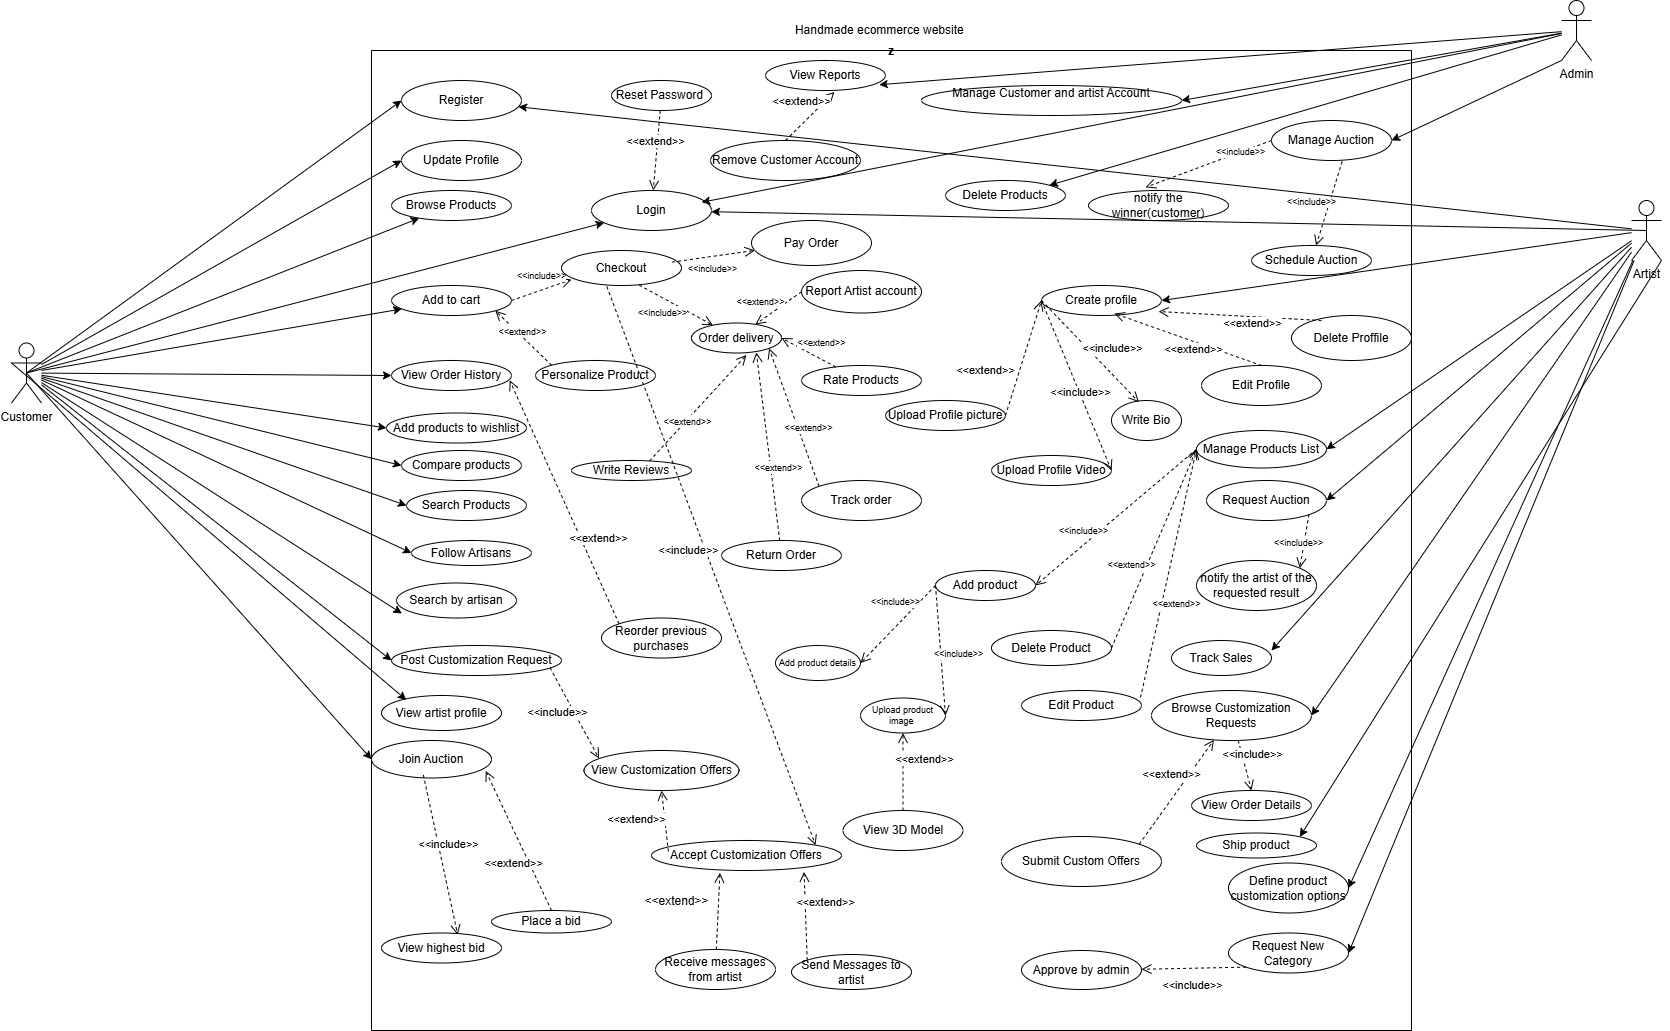 Handmade ecommerce website
z
Admin
View Reports
Reset Password
Manage Customer and artist Account
Register
<<extend>>
<<extend>>
Manage Auction
<<include>>
Update Profile
Remove Customer Account
Delete Products
notify the
winner(customer)
<<include>>
Browse Products
Login
Pay Order
Schedule Auction
Artist
Checkout
<<include>>
<<include>>
Add to cart
Report Artist account
<<extend>>
Create profile
<<include>>
<<extend>>
<<extend>>
Order delivery
Delete Proffile
<<extend>>
<<include>>
<<extend>>
View Order History
Personalize Product
Rate Products
<<extend>>
Edit Profile
<<include>>
Customer
Upload Profile picture
Write Bio
Add products to wishlist
<<extend>>
<<extend>>
Manage Products List
Compare products
Write Reviews
<<extend>>
Upload Profile Video
Search Products
Track order
Request Auction
<<include>>
<<extend>>
<<include>>
<<include>>
Follow Artisans
Return Order
<<extend>>
Add product
notify the artist of the
requested result
Search by artisan
<<include>>
<<extend>>
Reorder previous
purchases
Delete Product
<<include>>
Post Customization Request
Add product details
Track Sales
Edit Product
View artist profile
<<include>>
Upload product
image
Browse Customization
Requests
Join Auction
<<extend>>
<<include>>
View Customization Offers
<<extend>>
View Order Details
<<extend>>
View 3D Model
<<include>>
Ship product
Accept Customization Offers
<<extend>>
Submit Custom Offers
Define product
customization options
<<extend>>
<<extend>>
Place a bid
View highest bid
Request New
Category
Receive messages
from artist
Send Messages to
artist
Approve by admin
<<include>>